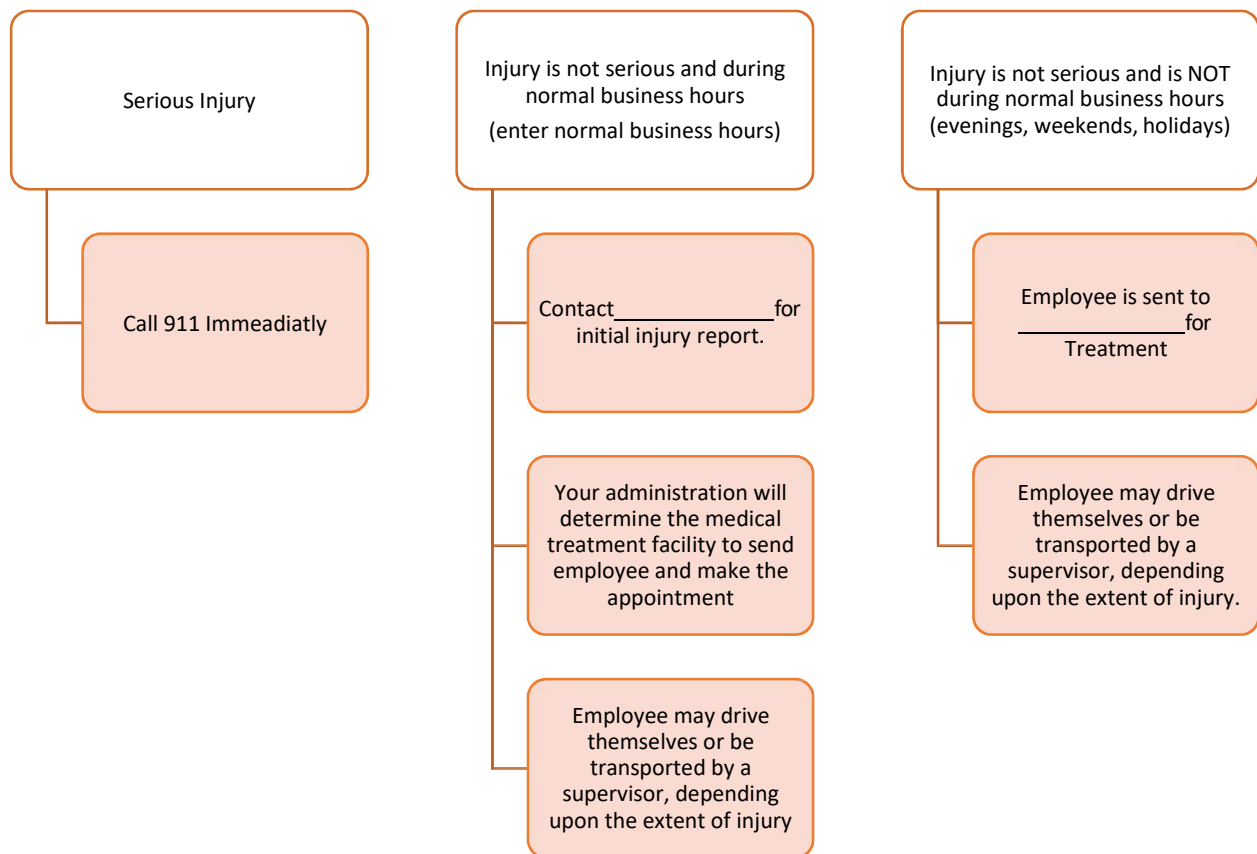 Serious Injury
Call 911 Immeadiatly
Injury is not serious and during
normal business hours
(enter normal business hours)
Contact______________for
initial injury report.
Your administration will
determine the medical
treatment facility to send
employee and make the
appointment
Employee may drive
themselves or be
transported by a
supervisor, depending
upon the extent of injury
Injury is not serious and is NOT
during normal business hours
(evenings, weekends, holidays)
Employee is sent to
______________for
Treatment
Employee may drive
themselves or be
transported by a
supervisor, depending
upon the extent of injury.